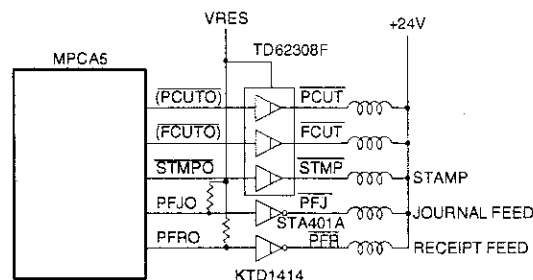 VRES
+24V
MPCA5
TD62308F
(PCUTO)
PCUT
(FCUTO)
FCUT
STMPO
STMP
STAMP
PFJO
PFJ
JOURNAL FEED
STA401A
PFRO
PFR
RECEIPT FEED
KTD1414